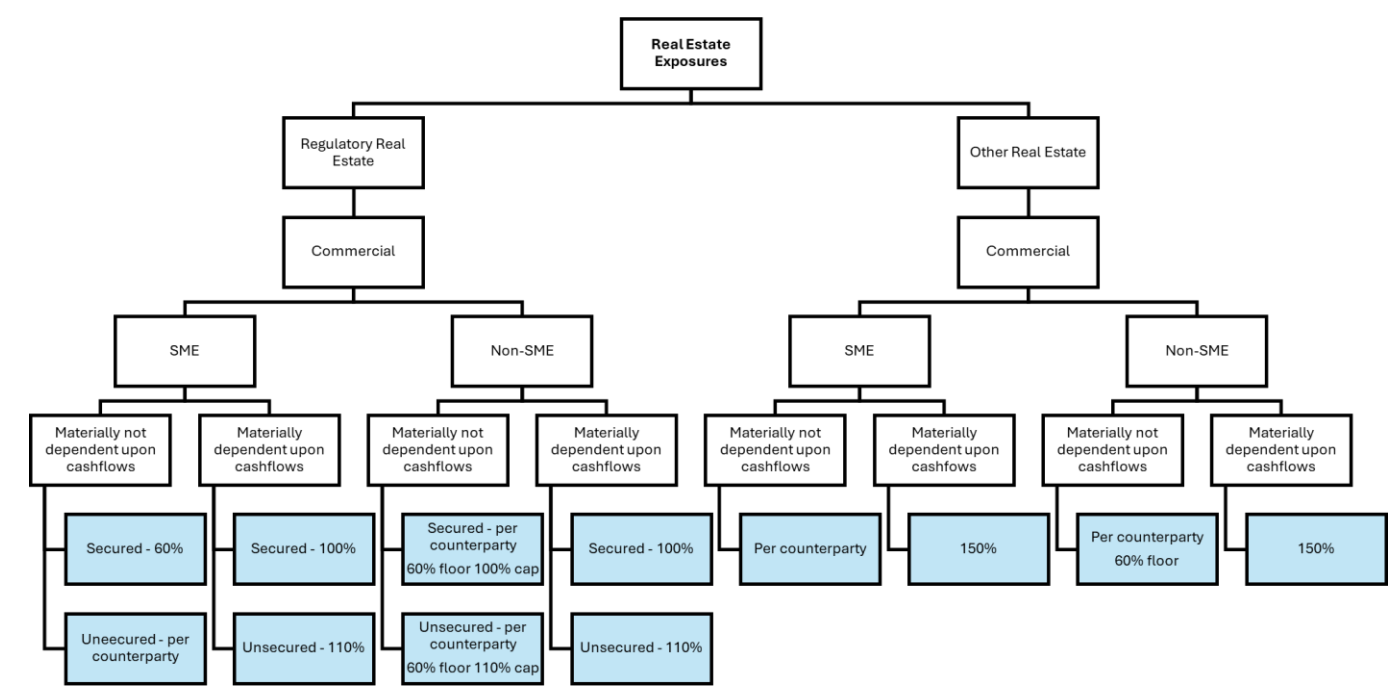 Real Estate
Exposures
Regulatory Real
Estate
Other Real Estate
Commercial
Commercial
SME
Non-SME
SME
Non-SME
Materially not
dependent upon
cashflows
Materially
dependent upon
cashflows
Materially not
dependent upon
cashflows
Materially
dependent upon
cashflows
Materially not
dependent upon
cashflows
Materially
dependent upon
cashflows
Materially not
dependent upon
cashflows
Materially
dependent upon
cashflows
Secured - 60%
Secured - 100%
Secured - per
counterparty
60% floor 100% cap
Secured - 100%
Per counterparty
150%
Per counterparty
60% floor
150%
Uneecured - per
counterparty
Unsecured - 110%
Unsecured - per
counterparty
60% floor 110% cap
Unsecured - 110%